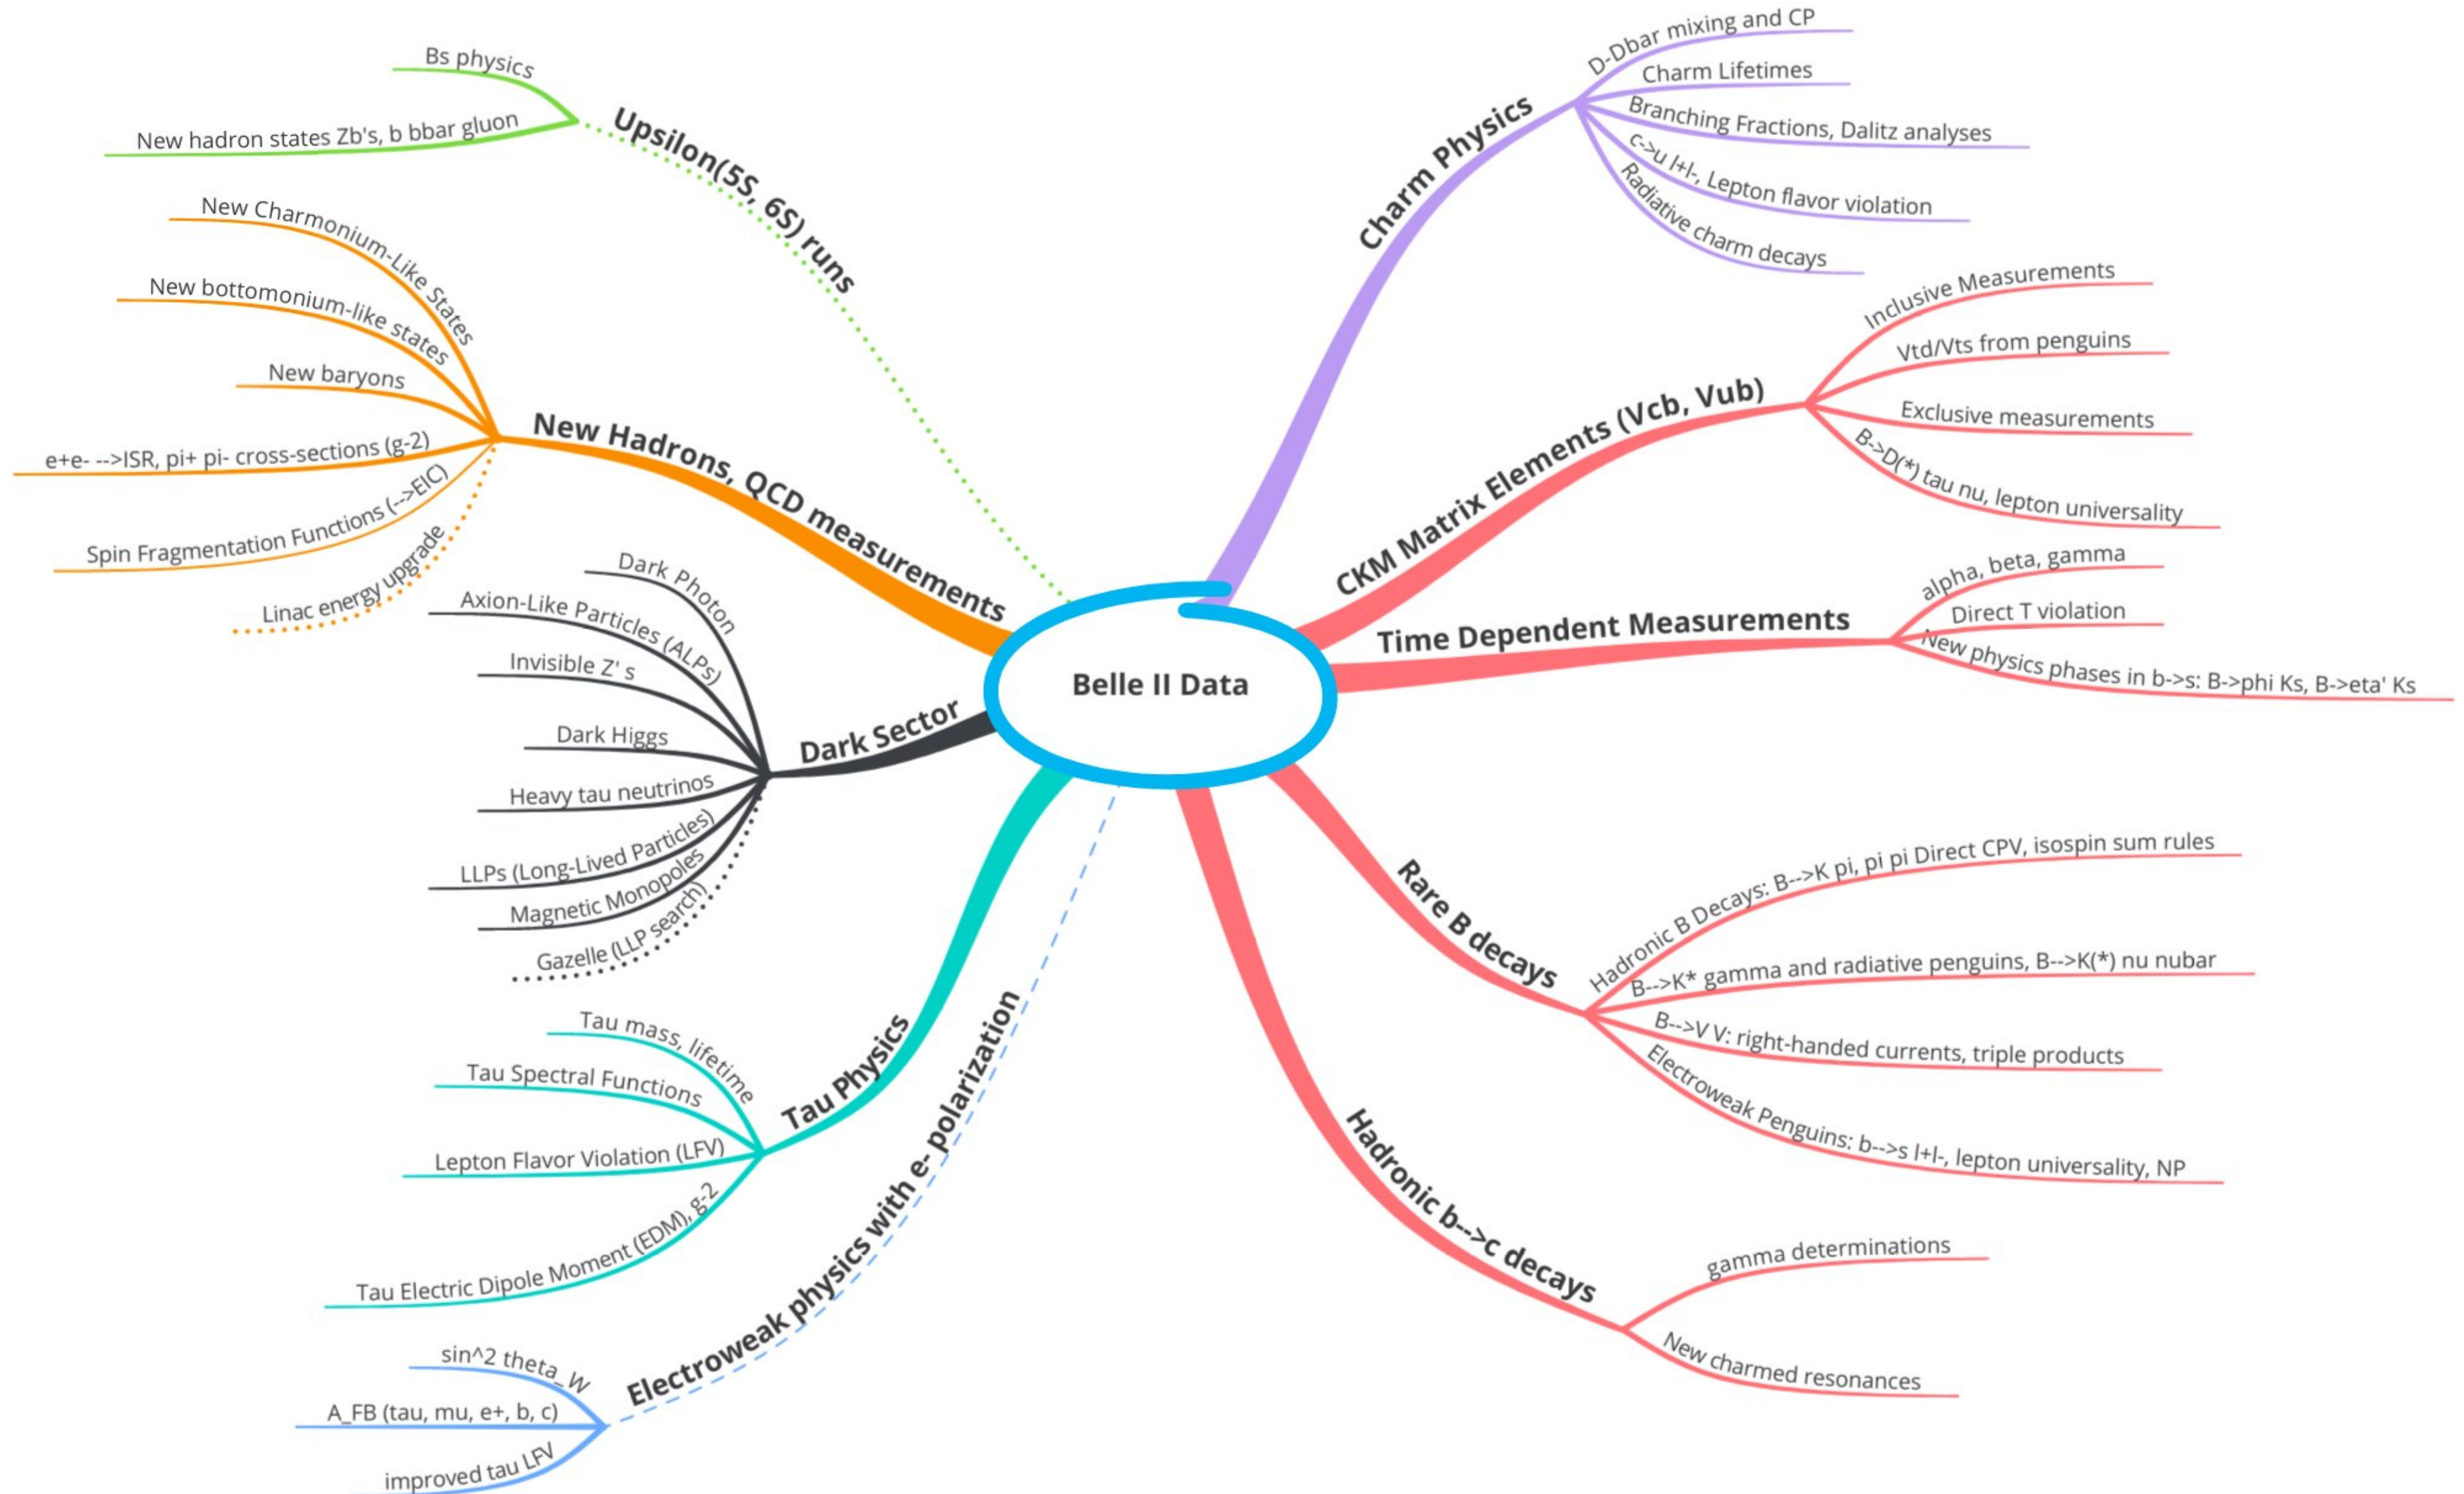 Belle II Data
Charm Physics
D-Dbar mixing and CP
Charm Lifetimes
Branching Fractions, Dalitz analyses
c->u l+l-, Lepton flavor violation
Radiative charm decays
CKM Matrix Elements (Vcb, Vub)
Inclusive Measurements
Vtd/Vts from penguins
Exclusive measurements
B->D(*) tau nu, lepton universality
Time Dependent Measurements
alpha, beta, gamma
Direct T violation
New physics phases in b->s: B->phi Ks, B->eta' Ks
Rare B decays
Hadronic B Decays: B-->K pi, pi pi Direct CPV, isospin sum rules
B-->K* gamma and radiative penguins, B-->K(*) nu nubar
B-->V V: right-handed currents, triple products
Electroweak Penguins: b-->s l+l-, lepton universality, NP
Hadronic b-->c decays
gamma determinations
New charmed resonances
Upsilon(5S, 6S) runs
Bs physics
New hadron states Zb's, b bbar gluon
New Hadrons, QCD measurements
New Charmonium-Like States
New bottomonium-like states
New baryons
e+e- -->ISR, pi+ pi- cross-sections (g-2)
Spin Fragmentation Functions (-->EIC)
Linac energy upgrade
Dark Sector
Dark Photon
Axion-Like Particles (ALPs)
Invisible Z' s
Dark Higgs
Heavy tau neutrinos
LLPs (Long-Lived Particles)
Magnetic Monopoles
Gazelle (LLP search)
Tau Physics
Tau mass, lifetime
Tau Spectral Functions
Lepton Flavor Violation (LFV)
Tau Electric Dipole Moment (EDM), g-2
Electroweak physics with e- polarization
sin^2 theta_W
A_FB (tau, mu, e+, b, c)
improved tau LFV